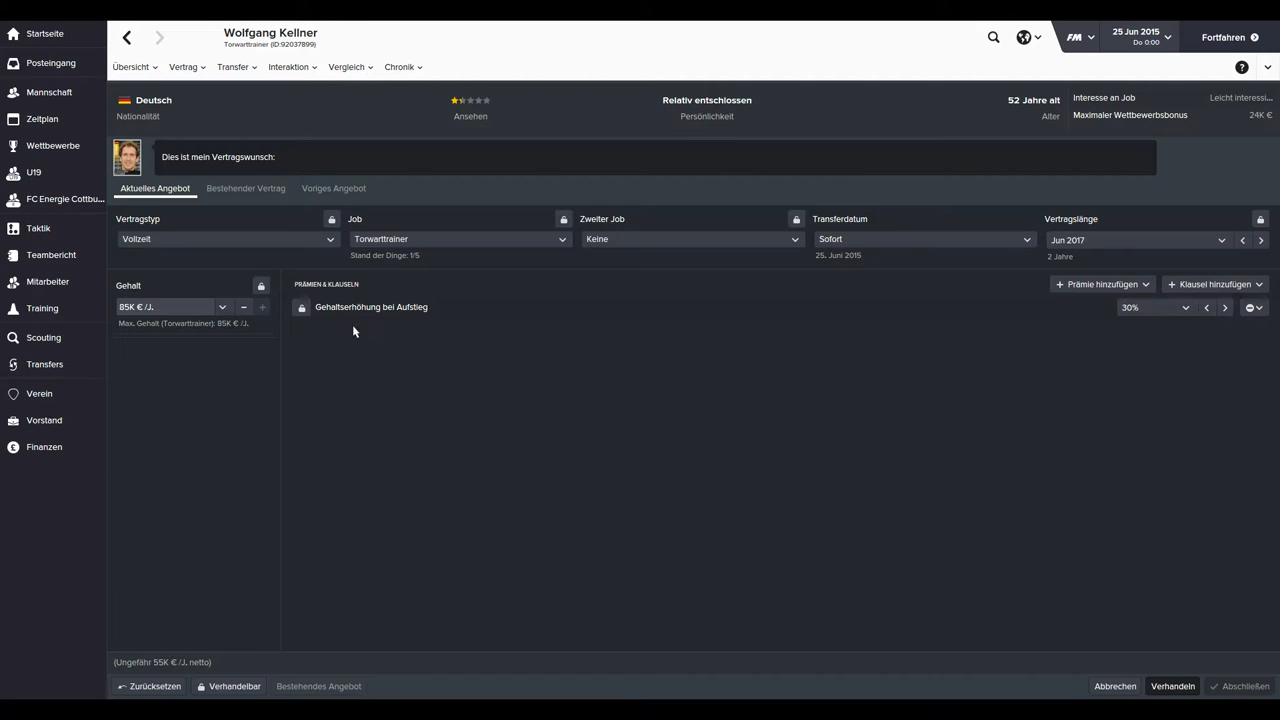 Startseite
Posteingang
Mannschaft
Zeitplan
Wettbewerbe
U19
FC Energie Cottbu...
Taktik
Teambericht
Mitarbeiter
Training
Scouting
Transfers
Verein
Vorstand
Finanzen
Wolfgang Kellner
Torwarttrainer (ID:92037899)
FM
25 Jun 2015
Do 0:00
Fortfahren
Übersicht
Vertrag
Transfer
Interaktion
Vergleich
Chronik
?
Deutsch
Nationalität
Ansehen
Relativ entschlossen
Persönlichkeit
52 Jahre alt
Alter
Interesse an Job
Leicht interessi...
Maximaler Wettbewerbsbonus
24K €
Dies ist mein Vertragswunsch:
Aktuelles Angebot
Bestehender Vertrag
Voriges Angebot
Vertragstyp
Vollzeit
Job
Torwarttrainer
Stand der Dinge: 1/5
Zweiter Job
Keine
Transferdatum
Sofort
25. Juni 2015
Vertragslänge
Jun 2017
2 Jahre
Gehalt
85K € /J.
Max. Gehalt (Torwarttrainer): 85K € /J.
PRÄMIEN & KLAUSELN
+ Prämie hinzufügen
+ Klausel hinzufügen
Gehaltserhöhung bei Aufstieg
30%
(Ungefähr 55K € /J. netto)
Zurücksetzen
Verhandelbar
Bestehendes Angebot
Abbrechen
Verhandeln
Abschließen